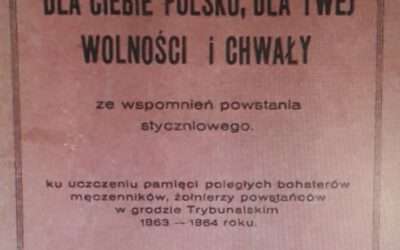 DLA CIEBIE POLSKO, DLA TWEJ
WOLNOŚCI i CHWAŁY
ze wspomnień powstania
styczniowego.
ku uczczeniu pamięci poległych bohaterów
męczenników, żołnierzy powstańców
w grodzie Trybunalskim
1863 — 1964 roku.